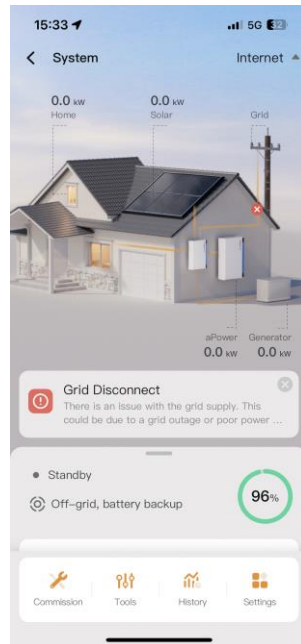 15:33 5G 32
System Internet
0.0 kW 0.0 kW
Home Solar Grid
aPower Generator
0.0 kW 0.0 kW
Grid Disconnect
There is an issue with the grid supply. This
could be due to a grid outage or poor power ...
Standby
Off-grid, battery backup
96%
Commission Tools History Settings